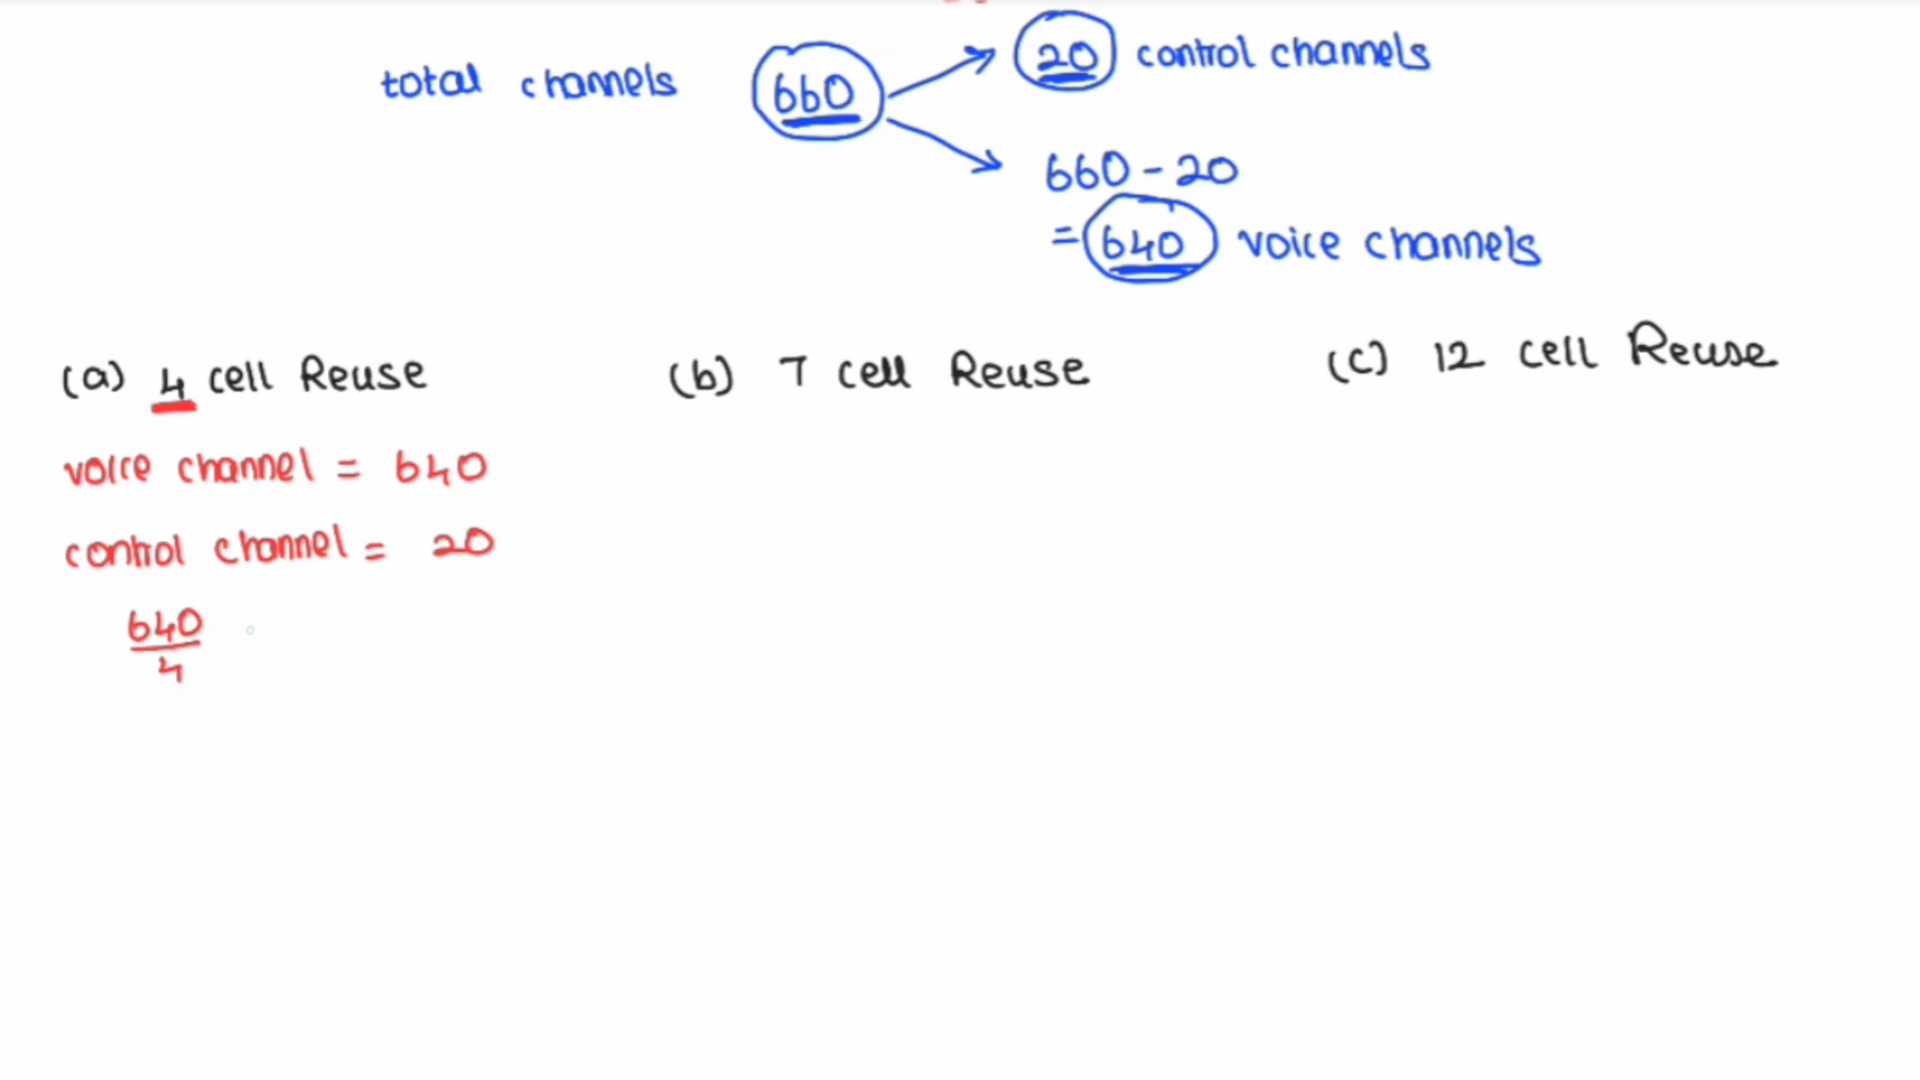 total channels 660 20 control channels
660 - 20
= 640 voice channels
(a) 4 cell Reuse
(b) 7 cell Reuse
(c) 12 cell Reuse
voice channel = 640
control channel = 20
640
4